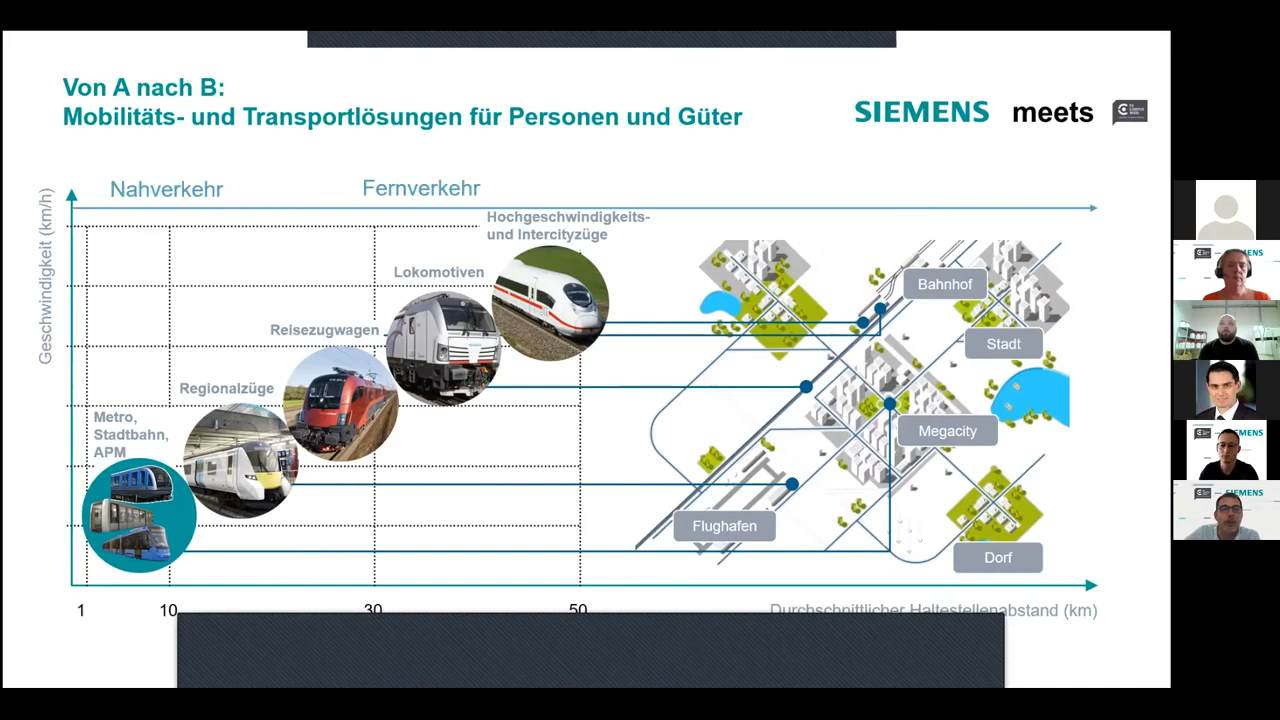 Von A nach B:
Mobilitäts- und Transportlösungen für Personen und Güter
SIEMENS meets
Nahverkehr
Fernverkehr
Geschwindigkeit (km/h)
Hochgeschwindigkeits-
und Intercityzüge
Lokomotiven
Reisezugwagen
Regionalzüge
Metro,
Stadtbahn,
APM
Bahnhof
Stadt
Megacity
Flughafen
Dorf
1
10
30
50
Durchschnittlicher Haltestellenabstand (km)